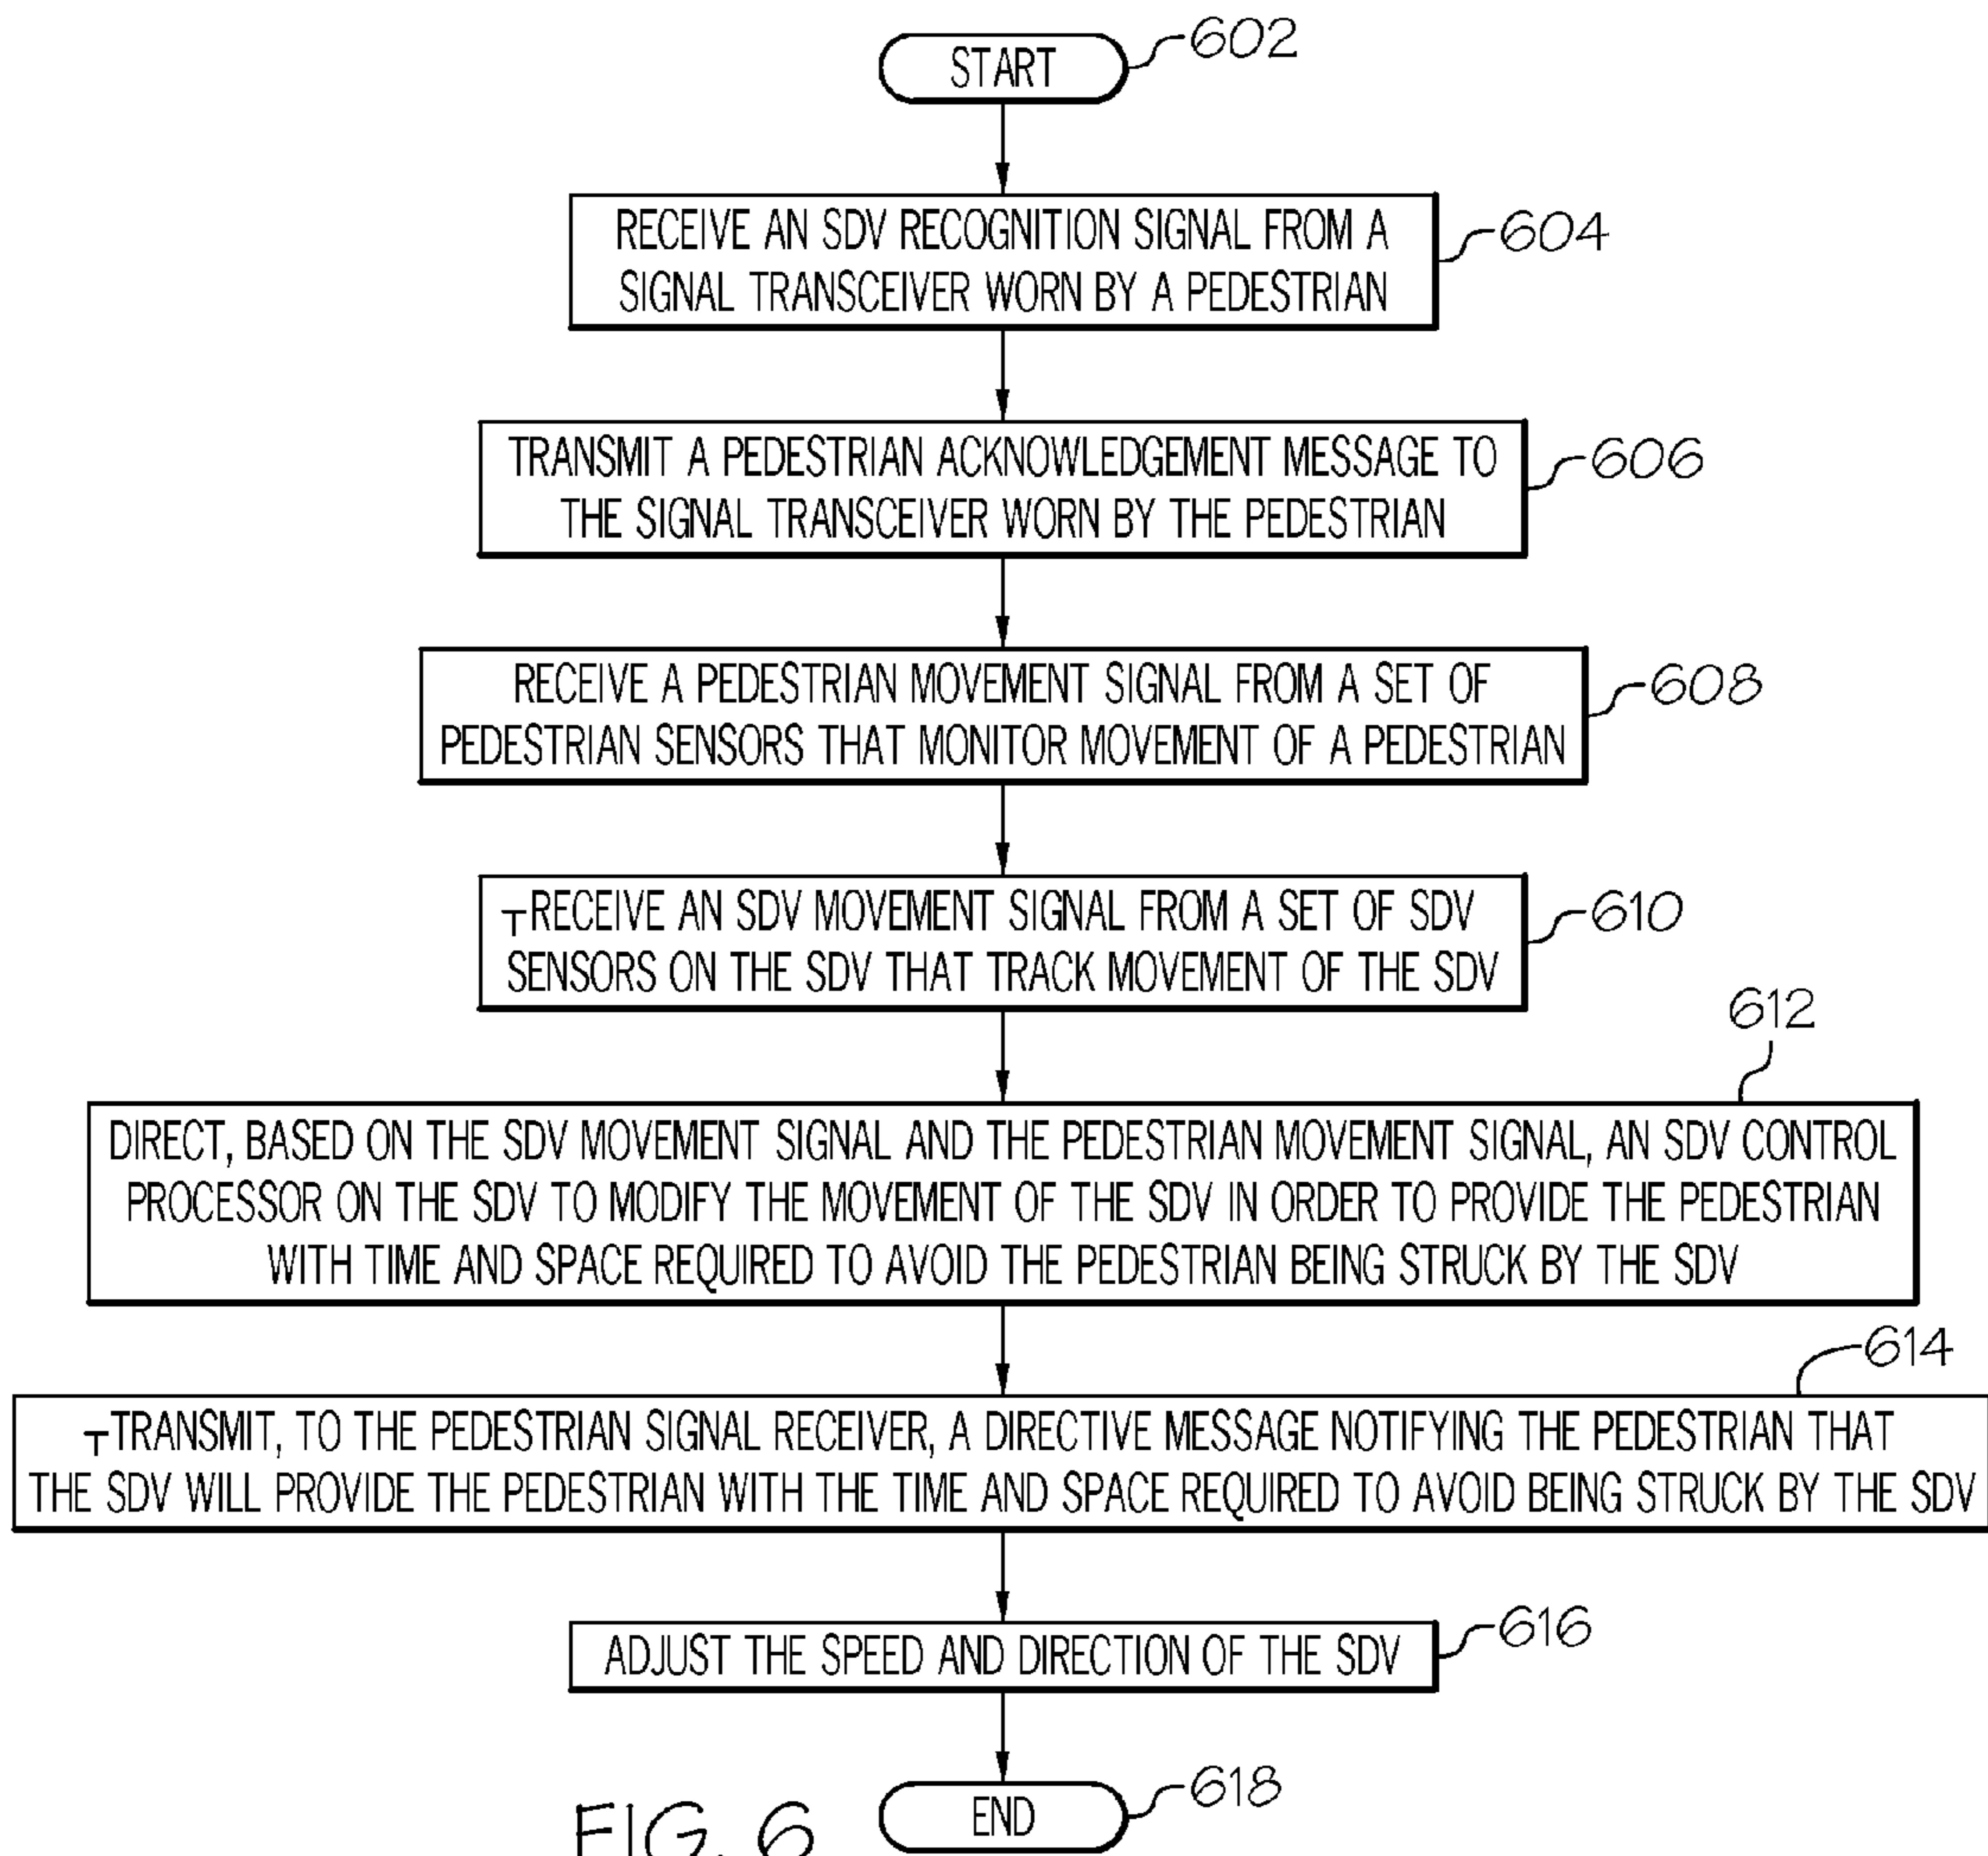 START
602
RECEIVE AN SDV RECOGNITION SIGNAL FROM A
SIGNAL TRANSCEIVER WORN BY A PEDESTRIAN
604
TRANSMIT A PEDESTRIAN ACKNOWLEDGEMENT MESSAGE TO
THE SIGNAL TRANSCEIVER WORN BY THE PEDESTRIAN
606
RECEIVE A PEDESTRIAN MOVEMENT SIGNAL FROM A SET OF
PEDESTRIAN SENSORS THAT MONITOR MOVEMENT OF A PEDESTRIAN
608
┬RECEIVE AN SDV MOVEMENT SIGNAL FROM A SET OF SDV
SENSORS ON THE SDV THAT TRACK MOVEMENT OF THE SDV
610
612
DIRECT, BASED ON THE SDV MOVEMENT SIGNAL AND THE PEDESTRIAN MOVEMENT SIGNAL, AN SDV CONTROL
PROCESSOR ON THE SDV TO MODIFY THE MOVEMENT OF THE SDV IN ORDER TO PROVIDE THE PEDESTRIAN
WITH TIME AND SPACE REQUIRED TO AVOID THE PEDESTRIAN BEING STRUCK BY THE SDV
614
┬TRANSMIT, TO THE PEDESTRIAN SIGNAL RECEIVER, A DIRECTIVE MESSAGE NOTIFYING THE PEDESTRIAN THAT
THE SDV WILL PROVIDE THE PEDESTRIAN WITH THE TIME AND SPACE REQUIRED TO AVOID BEING STRUCK BY THE SDV
ADJUST THE SPEED AND DIRECTION OF THE SDV
616
END
618
FIG. 6